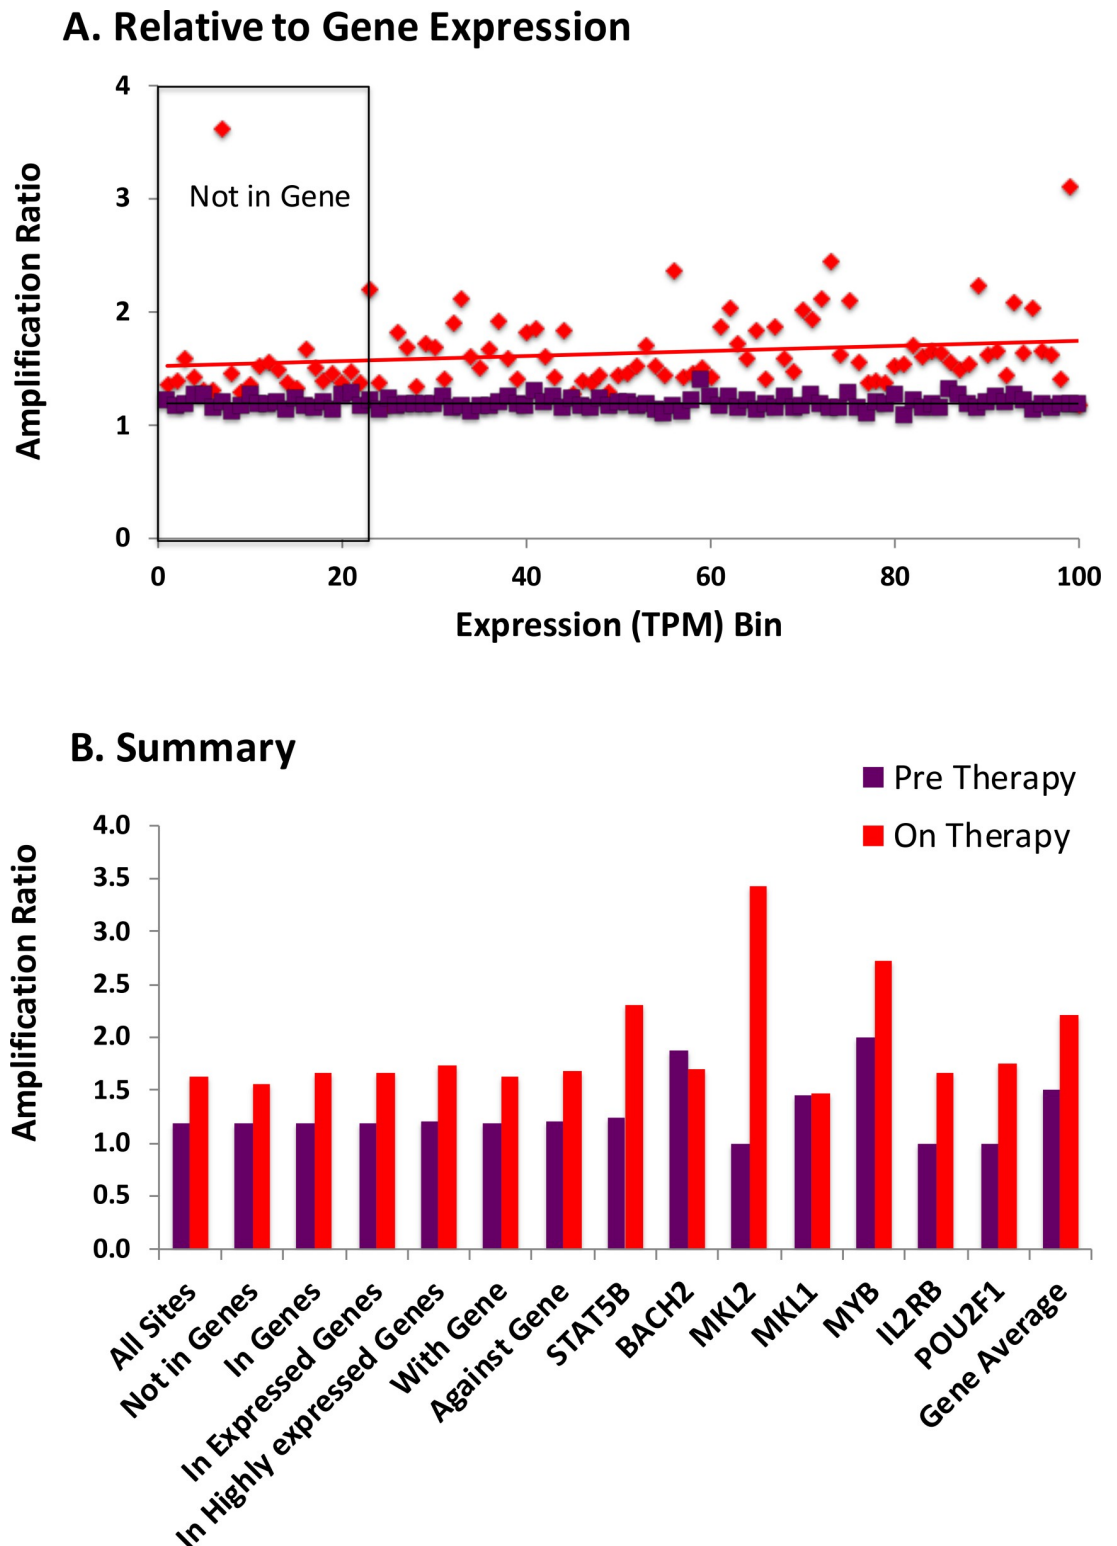 A. Relative to Gene Expression
4
3
2
1
0
Amplification Ratio
Not in Gene
0 20 40 60 80 100
Expression (TPM) Bin
B. Summary
Pre Therapy
On Therapy
4.0
3.5
3.0
2.5
2.0
1.5
1.0
0.5
0.0
Amplification Ratio
All Sites
Not in Genes
In Genes
In Expressed Genes
In Highly expressed Genes
With Gene
Against Gene
STAT5B
BACH2
MKL2
MKL1
MYB
IL2RB
POU2F1
Gene Average